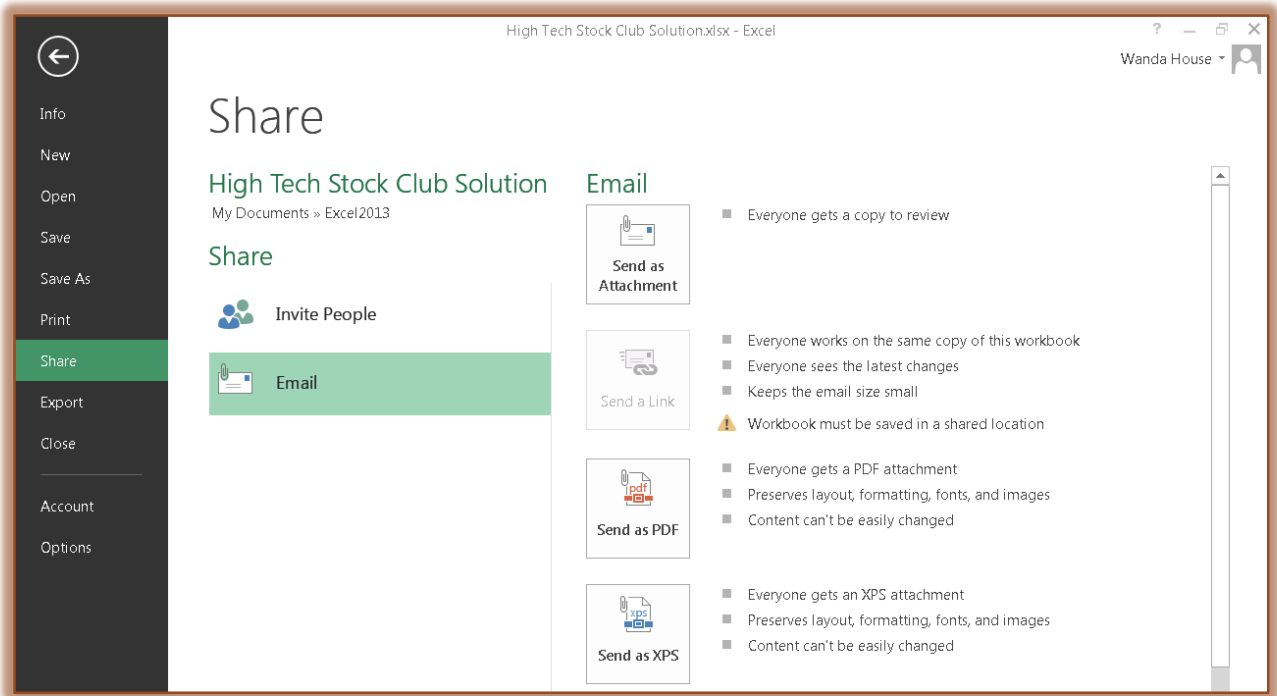 High Tech Stock Club Solution.xlsx - Excel
?
Wanda House
Info
New
Open
Save
Save As
Print
Share
Export
Close
Account
Options
Share
High Tech Stock Club Solution
My Documents » Excel2013
Share
Invite People
Email
Email
Send as
Attachment
Everyone gets a copy to review
Send a Link
Everyone works on the same copy of this workbook
Everyone sees the latest changes
Keeps the email size small
Workbook must be saved in a shared location
pdf
Send as PDF
Everyone gets a PDF attachment
Preserves layout, formatting, fonts, and images
Content can't be easily changed
xps
Send as XPS
Everyone gets an XPS attachment
Preserves layout, formatting, fonts, and images
Content can't be easily changed